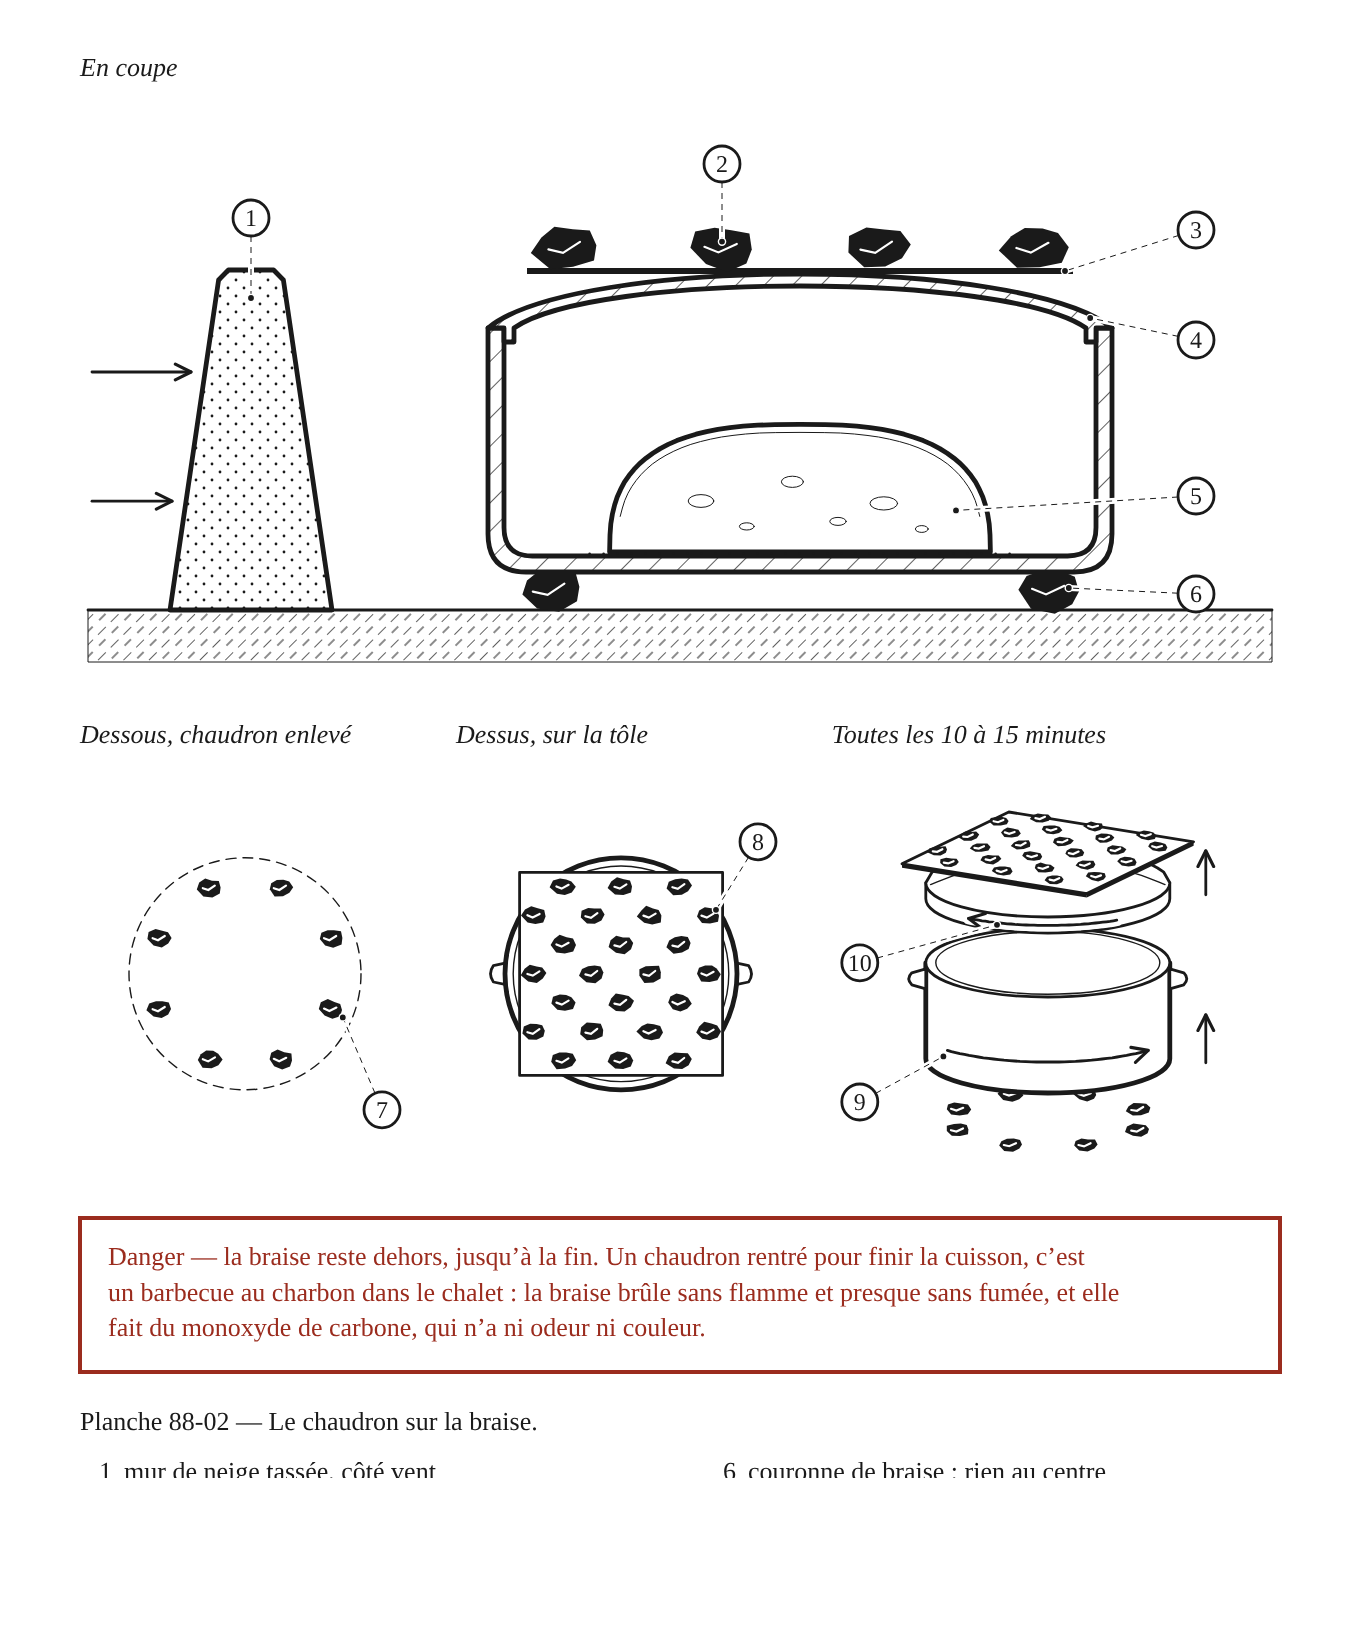 En coupe
1
2
3
4
5
6
Dessous, chaudron enlevé
Dessus, sur la tôle
Toutes les 10 à 15 minutes
7
8
9
10
Danger — la braise reste dehors, jusqu’à la fin. Un chaudron rentré pour finir la cuisson, c’est
un barbecue au charbon dans le chalet : la braise brûle sans flamme et presque sans fumée, et elle
fait du monoxyde de carbone, qui n’a ni odeur ni couleur.
Planche 88-02 — Le chaudron sur la braise.
1 mur de neige tassée, côté vent
6 couronne de braise : rien au centre